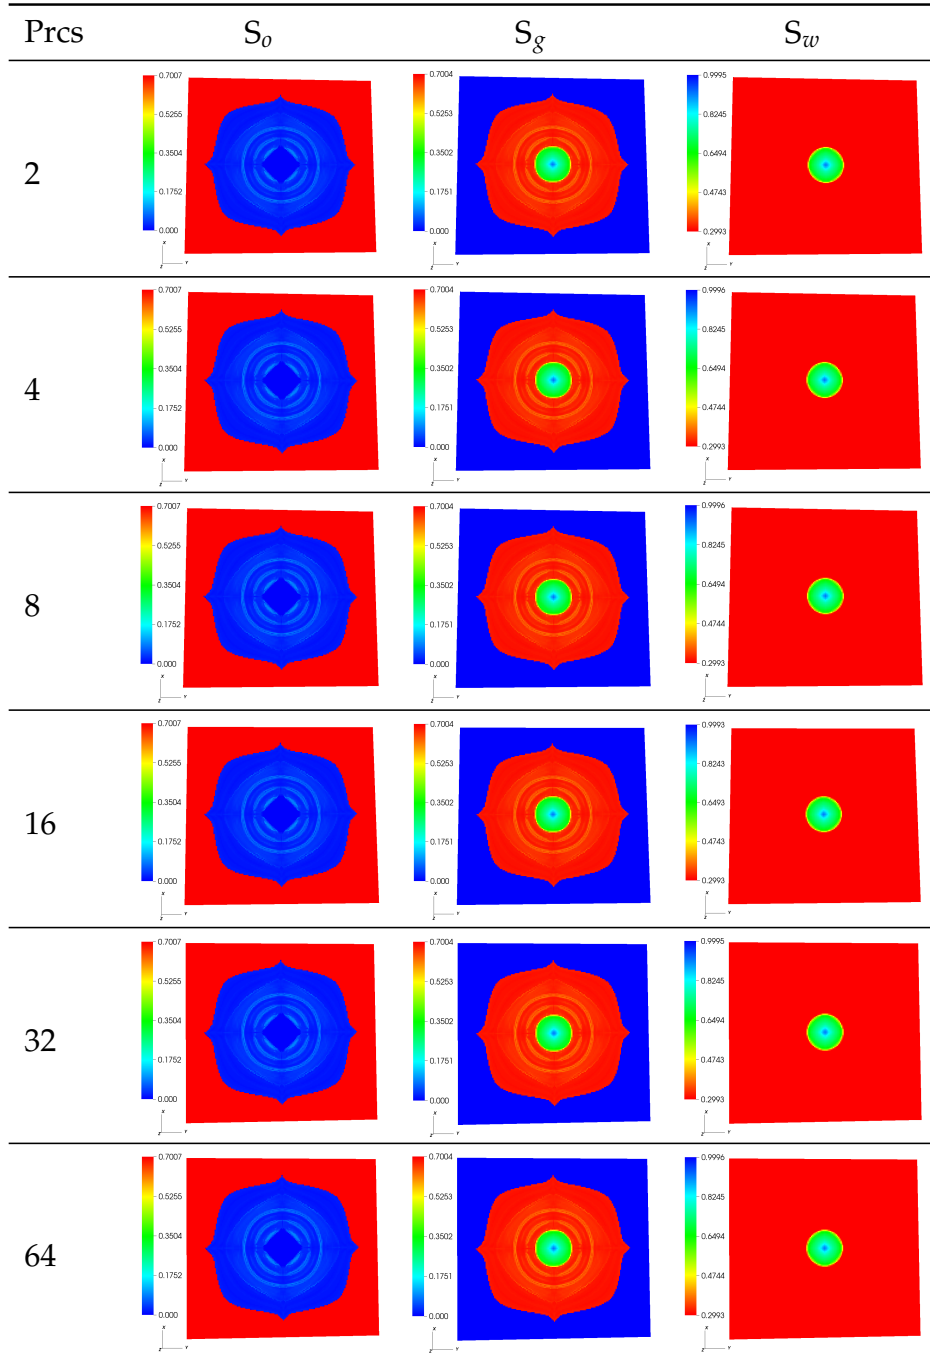 Prcs S_o S_g S_w
2
0.7007 0.5255 0.3504 0.1752 0.000 X Z Y
0.7004 0.5253 0.3502 0.1751 0.000 X Z Y
0.9995 0.8245 0.6494 0.4743 0.2993 X Z Y
4
0.7007 0.5255 0.3504 0.1752 0.000 X Z Y
0.7004 0.5253 0.3502 0.1751 0.000 X Z Y
0.9996 0.8245 0.6494 0.4744 0.2993 X Z Y
8
0.7007 0.5255 0.3504 0.1752 0.000 X Z Y
0.7004 0.5253 0.3502 0.1751 0.000 X Z Y
0.9996 0.8245 0.6494 0.4743 0.2993 X Z Y
16
0.7007 0.5255 0.3504 0.1752 0.000 X Z Y
0.7004 0.5253 0.3502 0.1751 0.000 X Z Y
0.9993 0.8243 0.6493 0.4743 0.2993 X Z Y
32
0.7007 0.5255 0.3504 0.1752 0.000 X Z Y
0.7004 0.5253 0.3502 0.1751 0.000 X Z Y
0.9995 0.8245 0.6494 0.4743 0.2993 X Z Y
64
0.7007 0.5255 0.3504 0.1752 0.000 X Z Y
0.7004 0.5253 0.3502 0.1751 0.000 X Z Y
0.9996 0.8245 0.6494 0.4744 0.2993 X Z Y